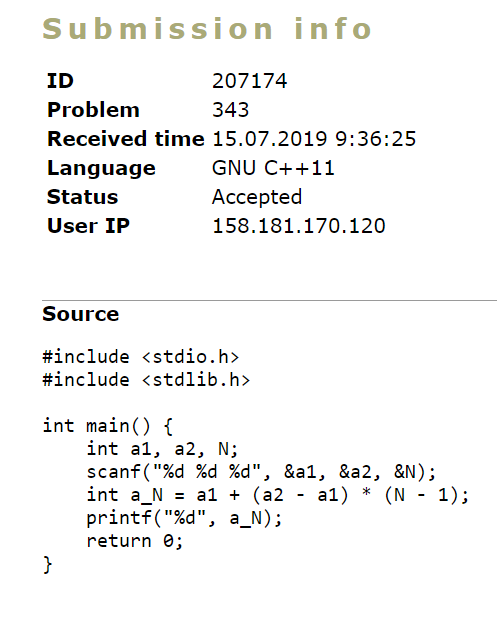 Submission info
ID 207174
Problem 343
Received time 15.07.2019 9:36:25
Language GNU C++11
Status Accepted
User IP 158.181.170.120
Source
#include <stdio.h>
#include <stdlib.h>
int main() {
    int a1, a2, N;
    scanf("%d %d %d", &a1, &a2, &N);
    int a_N = a1 + (a2 - a1) * (N - 1);
    printf("%d", a_N);
    return 0;
}